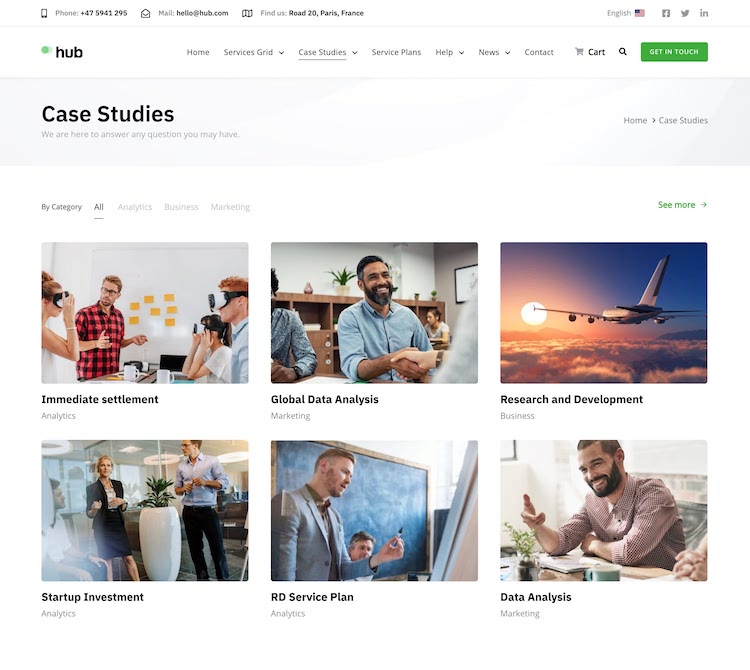 Phone: +47 5941 295 Mail: hello@hub.com Find us: Road 20, Paris, France English
hub Home Services Grid Case Studies Service Plans Help News Contact Cart GET IN TOUCH
Case Studies
We are here to answer any question you may have.
Home Case Studies
By Category All Analytics Business Marketing See more
Immediate settlement Global Data Analysis Research and Development
Analytics Marketing Business
Startup Investment RD Service Plan Data Analysis
Analytics Analytics Marketing